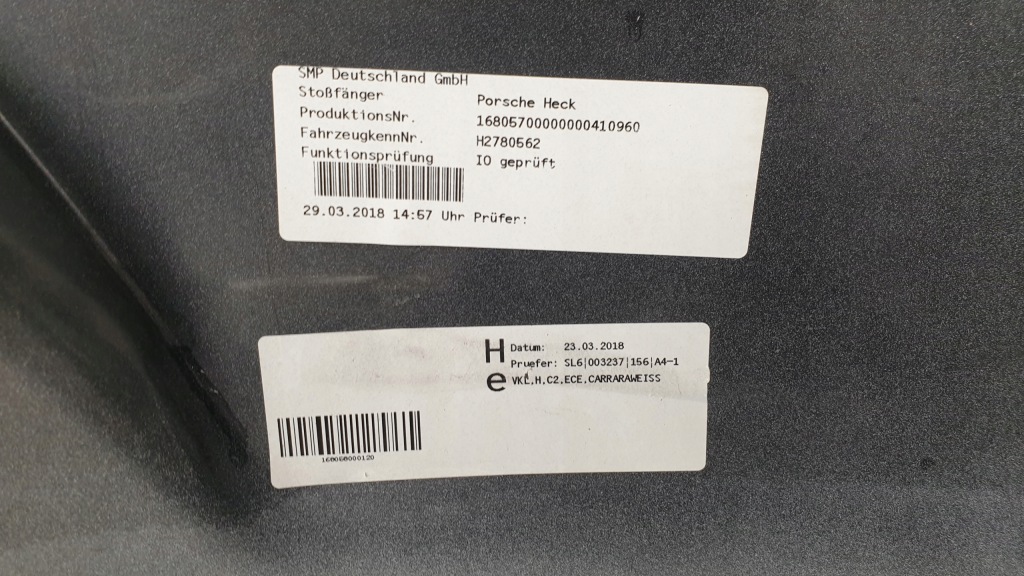 SMP Deutschland GmbH
Stoßfänger Porsche Heck
ProduktionsNr. 16805700000000410960
FahrzeugkennNr. H2780562
Funktionsprüfung IO geprüft
29.03.2018 14:57 Uhr Prüfer:
H Datum: 23.03.2018
Pruefer: SL6|003237|156|A4-1
e VKL,H,C2,ECE,CARRARAWEISS